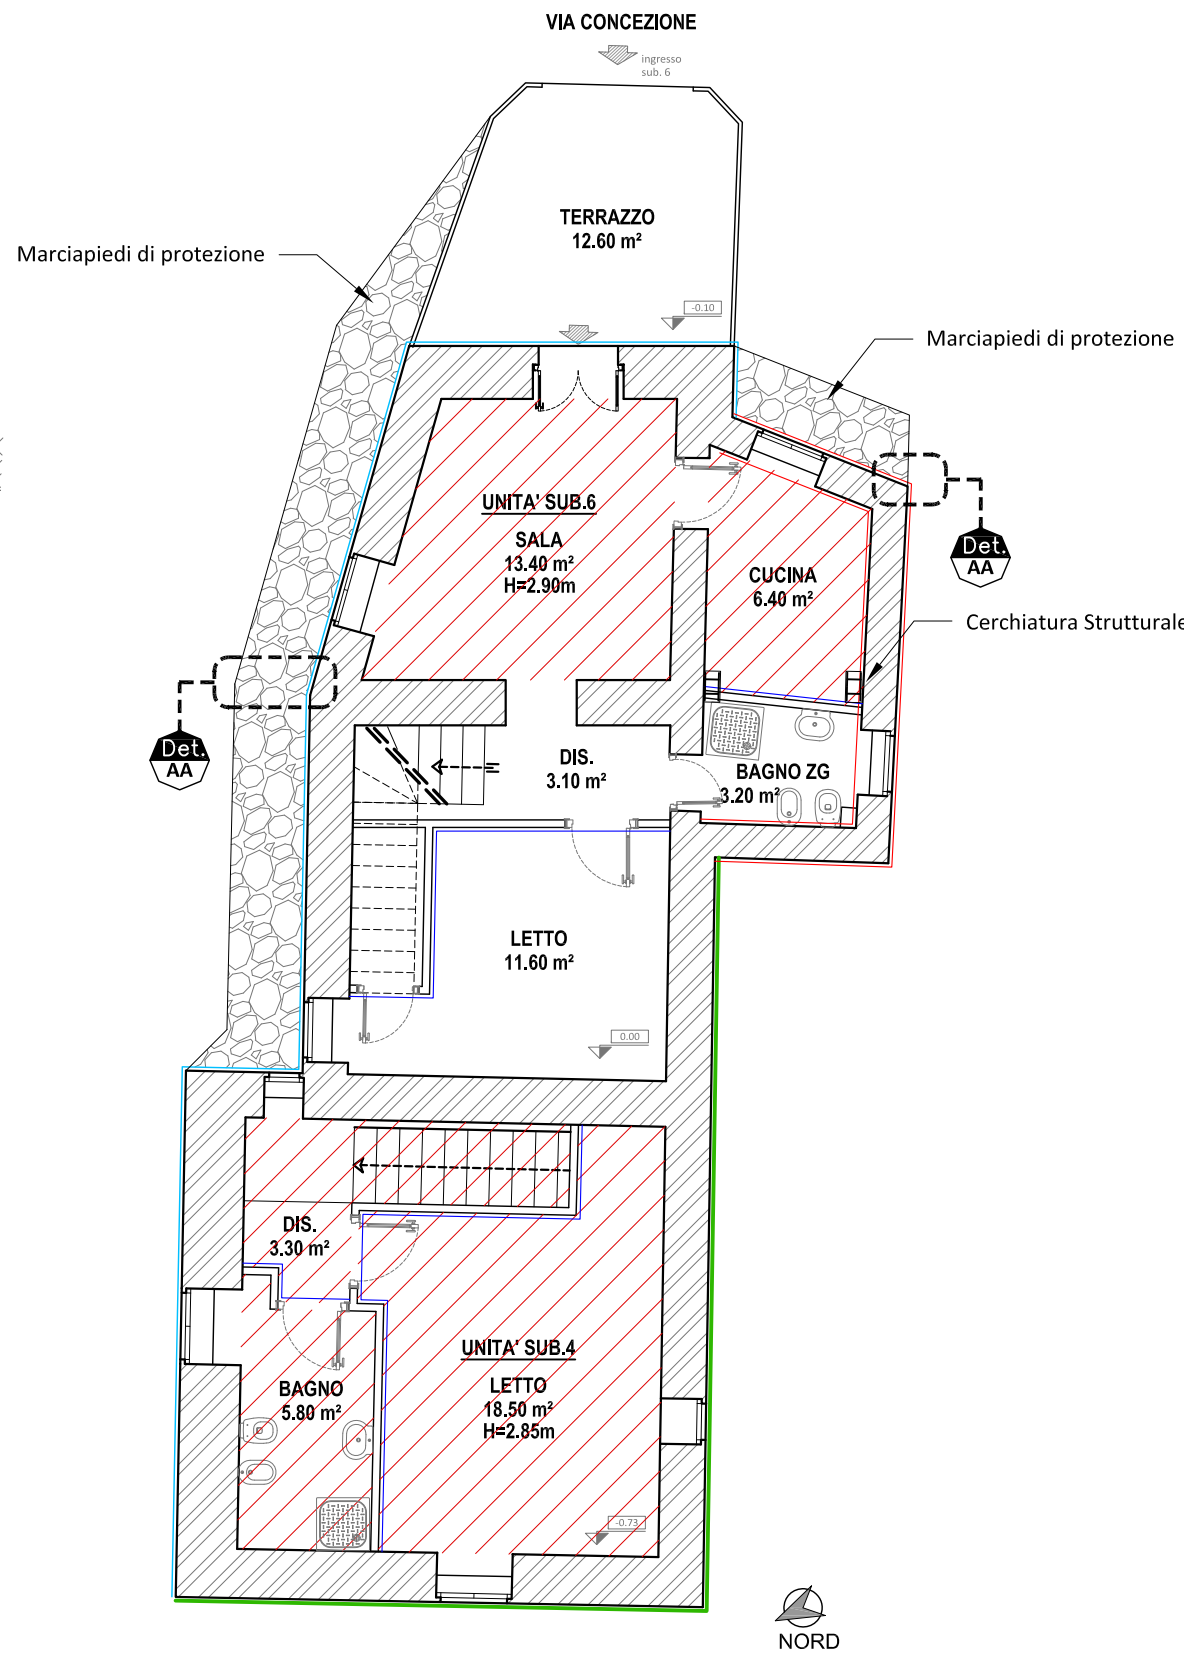 VIA CONCEZIONE
ingresso
sub. 6
TERRAZZO
12.60 m²
Marciapiedi di protezione
-0.10
Marciapiedi di protezione
UNITA' SUB.6
SALA
13.40 m²
H=2.90m
Det.
AA
CUCINA
6.40 m²
Cerchiatura Strutturale
Det.
AA
DIS.
3.10 m²
BAGNO ZG
3.20 m²
LETTO
11.60 m²
0.00
DIS.
3.30 m²
UNITA' SUB.4
LETTO
18.50 m²
H=2.85m
BAGNO
5.80 m²
-0.73
NORD